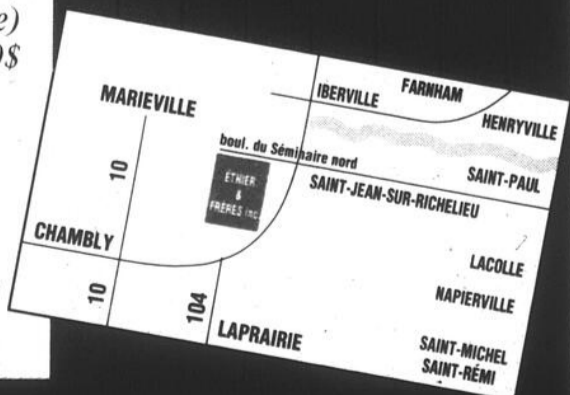 e)
0$
MARIEVILLE
IBERVILLE
FARNHAM
HENRYVILLE
boul. du Séminaire nord
10
ÉTHIER
&
FRÈRES inc.
SAINT-PAUL
SAINT-JEAN-SUR-RICHELIEU
CHAMBLY
LACOLLE
10
104
NAPIERVILLE
LAPRAIRIE
SAINT-MICHEL
SAINT-RÉMI